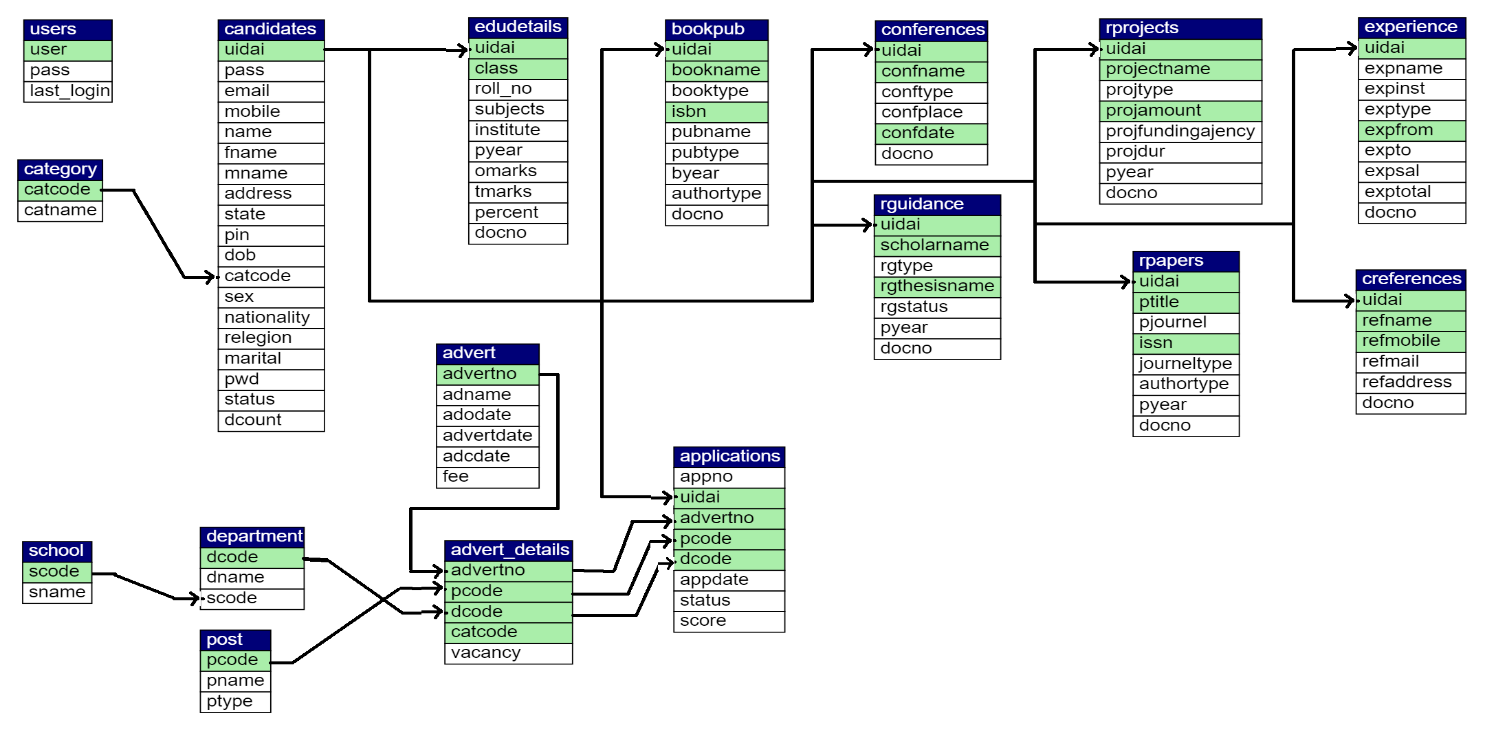 users
user
pass
last_login
category
catcode
catname
candidates
uidai
pass
email
mobile
name
fname
mname
address
state
pin
dob
catcode
sex
nationality
relegion
marital
pwd
status
dcount
edudetails
uidai
class
roll_no
subjects
institute
pyear
omarks
tmarks
percent
docno
bookpub
uidai
bookname
booktype
isbn
pubname
pubtype
byear
authortype
docno
conferences
uidai
confname
conftype
confplace
confdate
docno
rguidance
uidai
scholarname
rgtype
rgthesisname
rgstatus
pyear
docno
rprojects
uidai
projectname
projtype
projamount
projfundingajency
projdur
pyear
docno
rpapers
uidai
ptitle
pjournel
issn
journeltype
authortype
pyear
docno
experience
uidai
expname
expinst
exptype
expfrom
expto
expsal
exptotal
docno
creferences
uidai
refname
refmobile
refmail
refaddress
docno
advert
advertno
adname
adodate
advertdate
adcdate
fee
school
scode
sname
department
dcode
dname
scode
post
pcode
pname
ptype
advert_details
advertno
pcode
dcode
catcode
vacancy
applications
appno
uidai
advertno
pcode
dcode
appdate
status
score